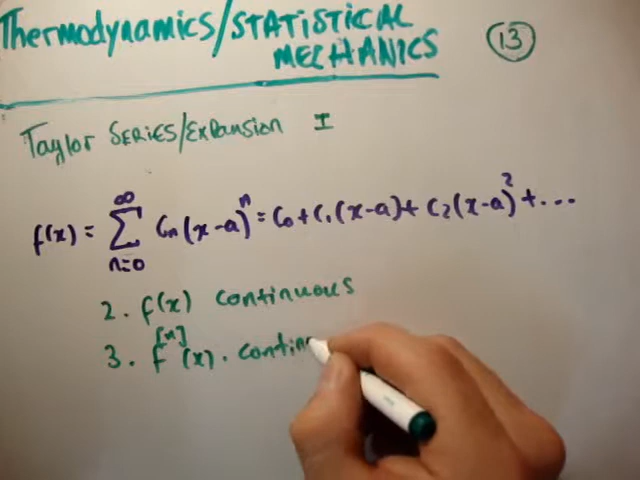 Thermodynamics/STATISTICAL
MECHANICS
13
Taylor SERIES/Expansion I
f(x) = ∞ Σ n=0 Cn(x-a)^n = C0 + C1(x-a) + C2(x-a)^2 + ...
2. f(x) continuous
3. f^[n](x). contin